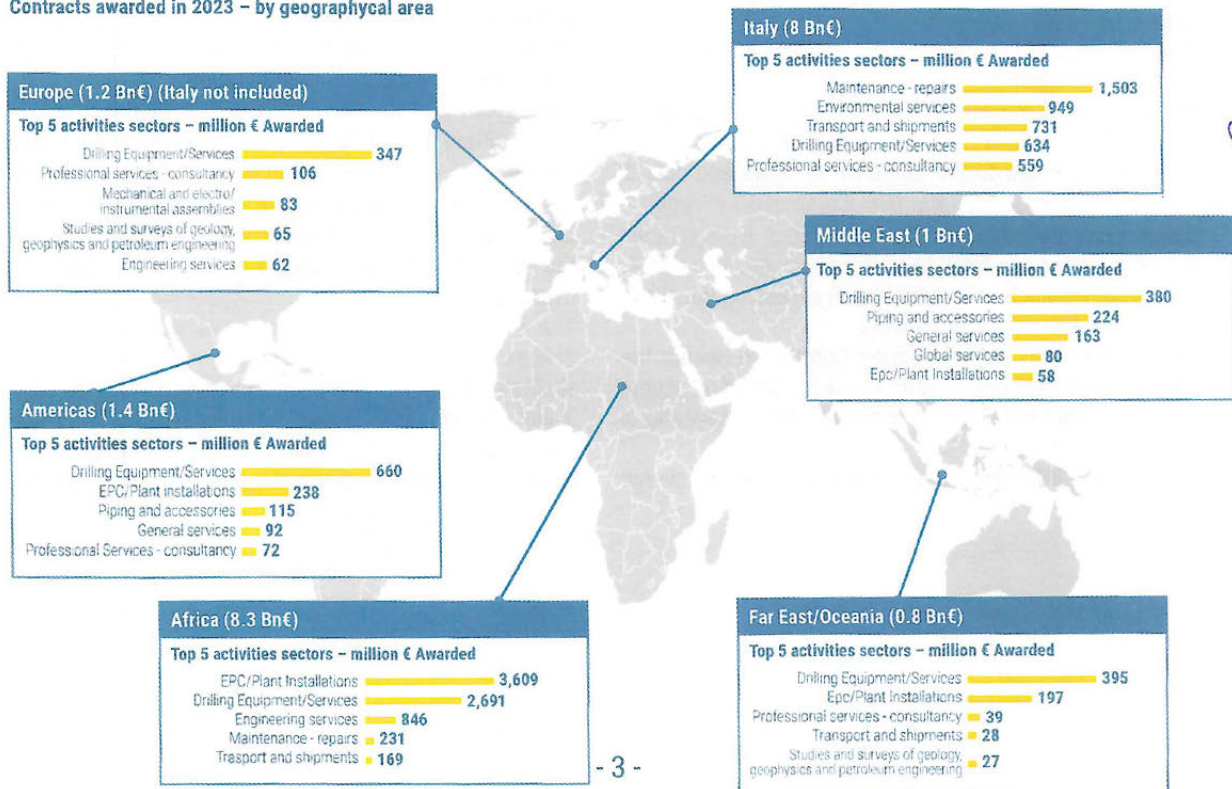 Contracts awarded in 2023 – by geographycal area
Italy (8 Bn€)
Top 5 activities sectors – million € Awarded
Maintenance - repairs 1,503
Environmental services 949
Transport and shipments 731
Drilling Equipment/Services 634
Professional services - consultancy 559
Europe (1.2 Bn€) (Italy not included)
Top 5 activities sectors – million € Awarded
Drilling Equipment/Services 347
Professional services - consultancy 106
Mechanical and electro/
instrumental assemblies 83
Studies and surveys of geology,
geophysics and petroleum engineering 65
Engineering services 62
Middle East (1 Bn€)
Top 5 activities sectors – million € Awarded
Drilling Equipment/Services 380
Piping and accessories 224
General services 163
Global services 80
Epc/Plant Installations 58
Americas (1.4 Bn€)
Top 5 activities sectors – million € Awarded
Drilling Equipment/Services 660
EPC/Plant installations 238
Piping and accessories 115
General services 92
Professional Services - consultancy 72
Africa (8.3 Bn€)
Top 5 activities sectors – million € Awarded
EPC/Plant Installations 3,609
Drilling Equipment/Services 2,691
Engineering services 846
Maintenance - repairs 231
Trasport and shipments 169
Far East/Oceania (0.8 Bn€)
Top 5 activities sectors – million € Awarded
Drilling Equipment/Services 395
Epc/Plant Installations 197
Professional services - consultancy 39
Transport and shipments 28
Studies and surveys of geology,
geophysics and petroleum engineering 27
- 3 -